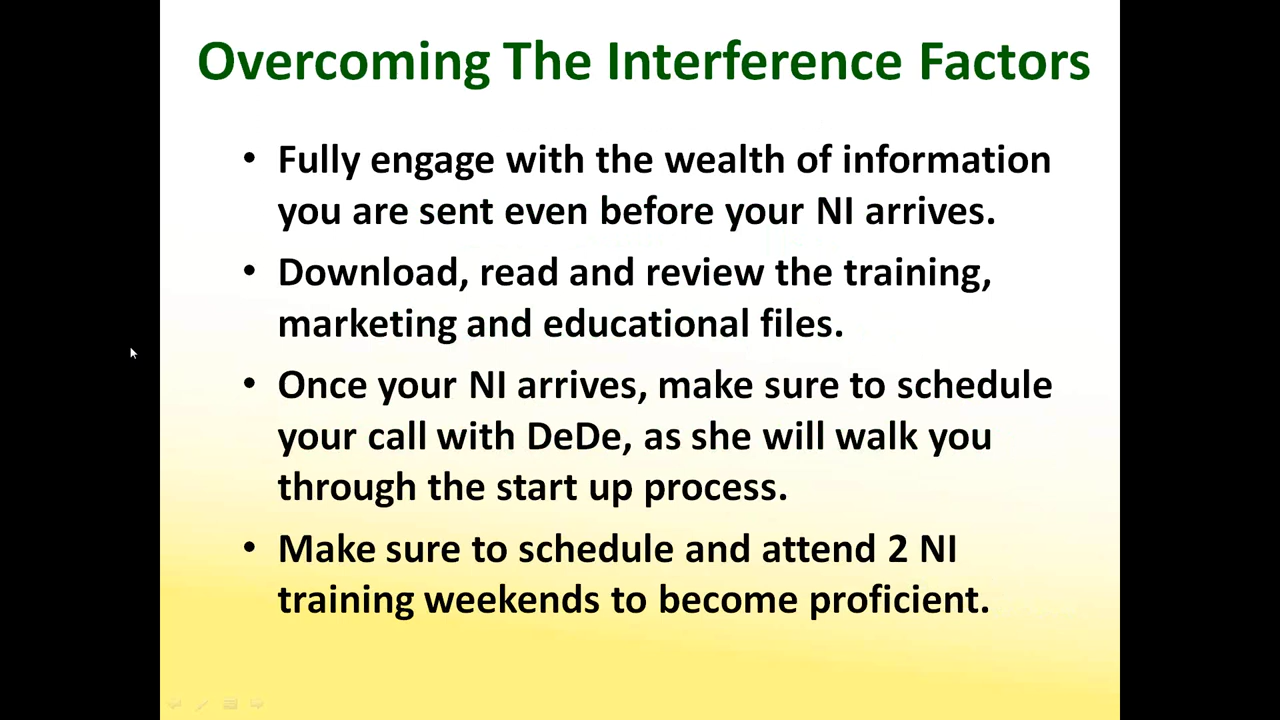 Overcoming The Interference Factors
• Fully engage with the wealth of information
you are sent even before your NI arrives.
• Download, read and review the training,
marketing and educational files.
• Once your NI arrives, make sure to schedule
your call with DeDe, as she will walk you
through the start up process.
• Make sure to schedule and attend 2 NI
training weekends to become proficient.